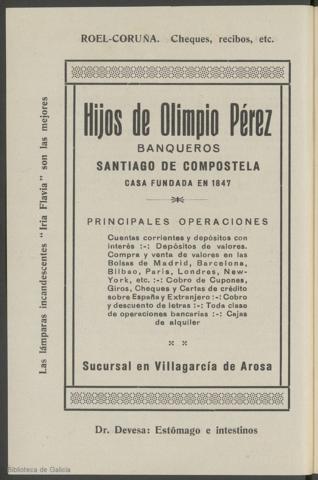 ROEL-CORUÑA. Cheques, recibos, etc.
Las lámparas incandescentes "Iria Flavia" son las mejores
Hijos de Olimpio Pérez
BANQUEROS
SANTIAGO DE COMPOSTELA
CASA FUNDADA EN 1847
PRINCIPALES OPERACIONES
Cuentas corrientes y depósitos con
interés :-: Depósitos de valores.
Compra y venta de valores en las
Bolsas de Madrid, Barcelona,
Bilbao, París, Londres, New-
York, etc. :-: Cobro de Cupones,
Giros, Cheques y Cartas de crédito
sobre España y Extranjero :-: Cobro
y descuento de letras :-: Toda clase
de operaciones bancarias :-: Cajas
de alquiler
Sucursal en Villagarcía de Arosa
Dr. Devesa: Estómago e intestinos
Biblioteca de Galicia